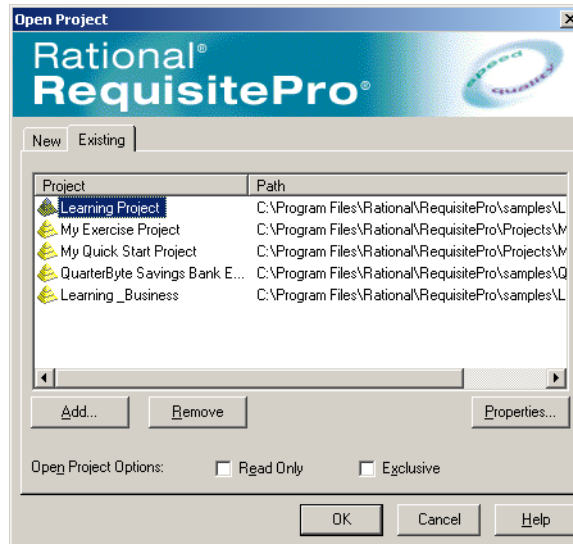 Open Project
Rational®
RequisitePro®
speed
quality
New Existing
Project Path
Learning Project C:\Program Files\Rational\RequisitePro\samples\L
My Exercise Project C:\Program Files\Rational\RequisitePro\Projects\M
My Quick Start Project C:\Program Files\Rational\RequisitePro\Projects\M
QuarterByte Savings Bank E... C:\Program Files\Rational\RequisitePro\samples\Q
Learning _Business C:\Program Files\Rational\RequisitePro\samples\L
Add... Remove Properties...
Open Project Options: Read Only Exclusive
OK Cancel Help